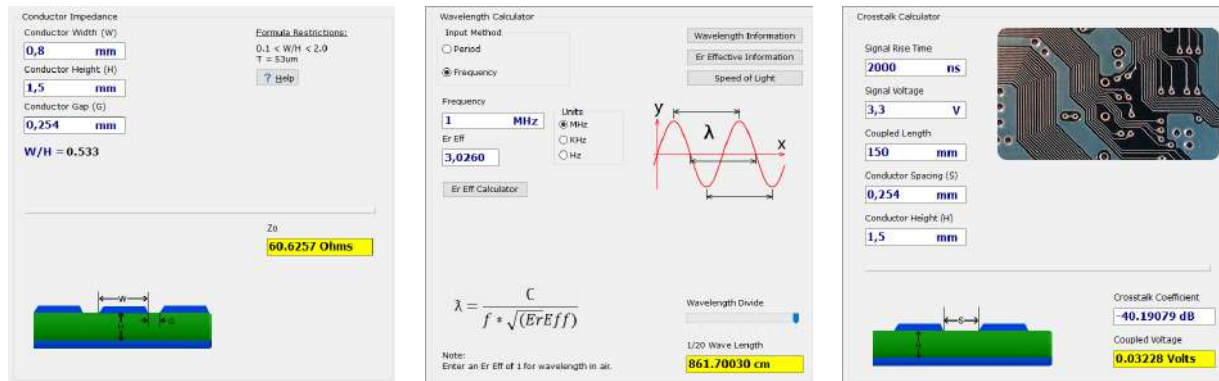 Conductor Impedance
Conductor Width (W)
0,8 mm
Conductor Height (H)
1,5 mm
Conductor Gap (G)
0,254 mm
W/H = 0.533
Formula Restrictions:
0.1 < W/H < 2.0
T = 53um
? Help
Zo
60.6257 Ohms
W
H
G
Wavelength Calculator
Input Method
Period
Frequency
Wavelength Information
Er Effective Information
Speed of Light
Frequency
1 MHz
Units
MHz
KHz
Hz
Er Eff
3,0260
Er Eff Calculator
y
λ
x
λ = C / f * √(ErEff)
Note:
Enter an Er Eff of 1 for wavelength in air.
Wavelength Divide
1/20 Wave Length
861.70030 cm
Crosstalk Calculator
Signal Rise Time
2000 ns
Signal Voltage
3,3 V
Coupled Length
150 mm
Conductor Spacing (S)
0,254 mm
Conductor Height (H)
1,5 mm
S
Crosstalk Coefficient
-40.19079 dB
Coupled Voltage
0.03228 Volts